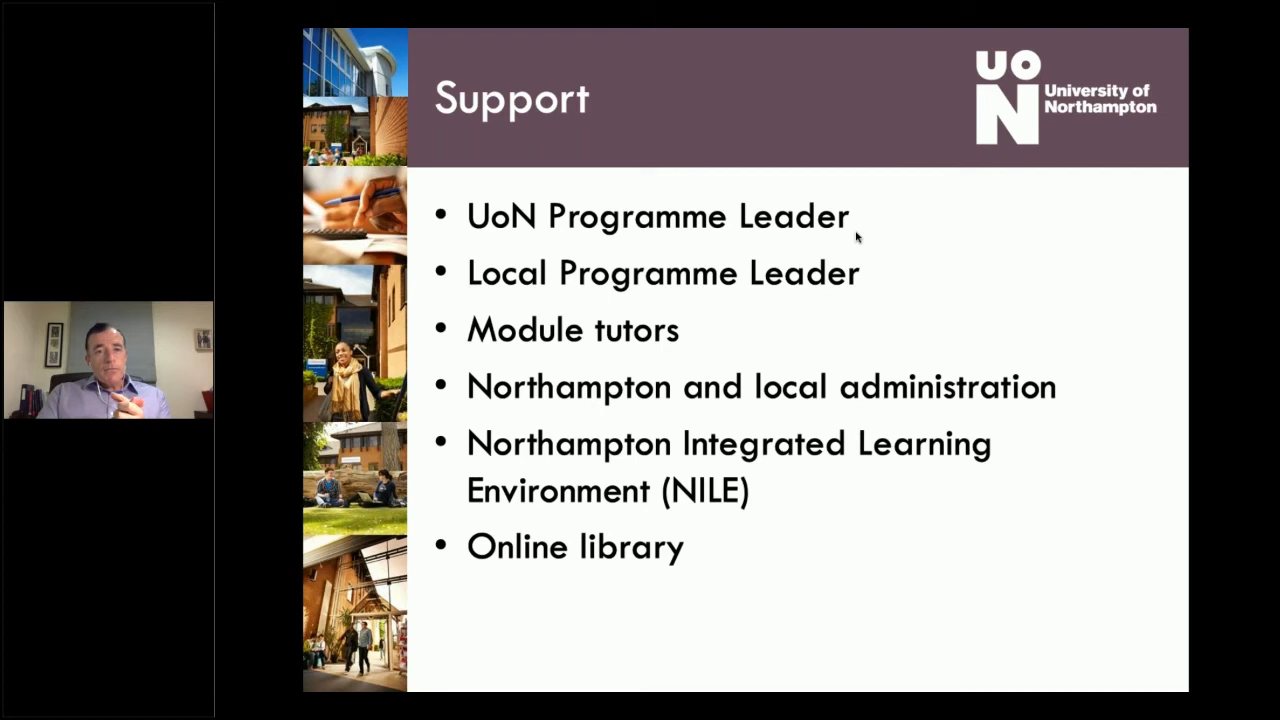 Support
UON
University of
Northampton
• UoN Programme Leader
• Local Programme Leader
• Module tutors
• Northampton and local administration
• Northampton Integrated Learning
Environment (NILE)
• Online library